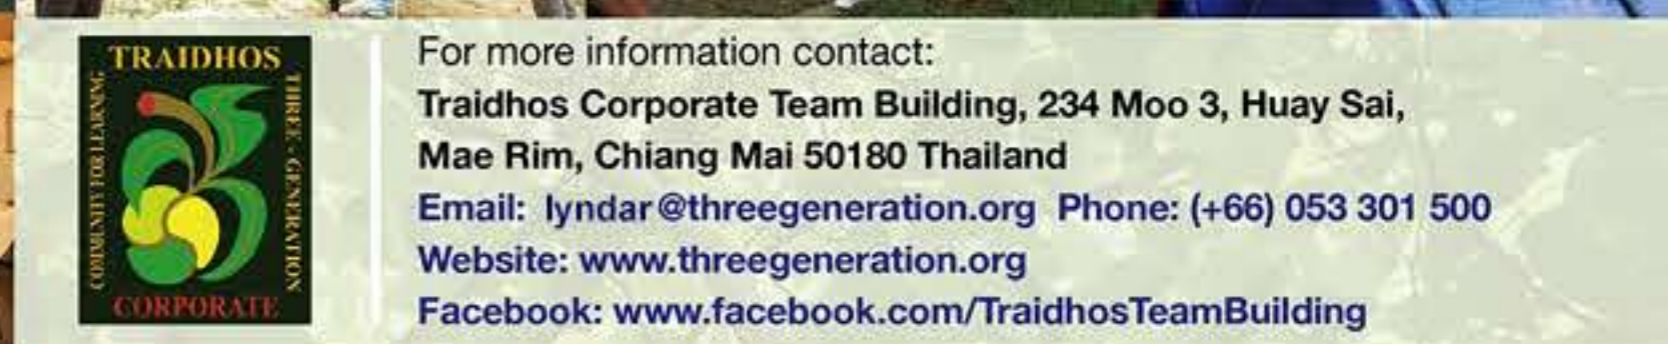 TRAIDHOS
THREE - GENERATION
COMMUNITY FOR LEARNING
CORPORATE
For more information contact:
Traidhos Corporate Team Building, 234 Moo 3, Huay Sai,
Mae Rim, Chiang Mai 50180 Thailand
Email: lyndar@threegeneration.org Phone: (+66) 053 301 500
Website: www.threegeneration.org
Facebook: www.facebook.com/TraidhosTeamBuilding